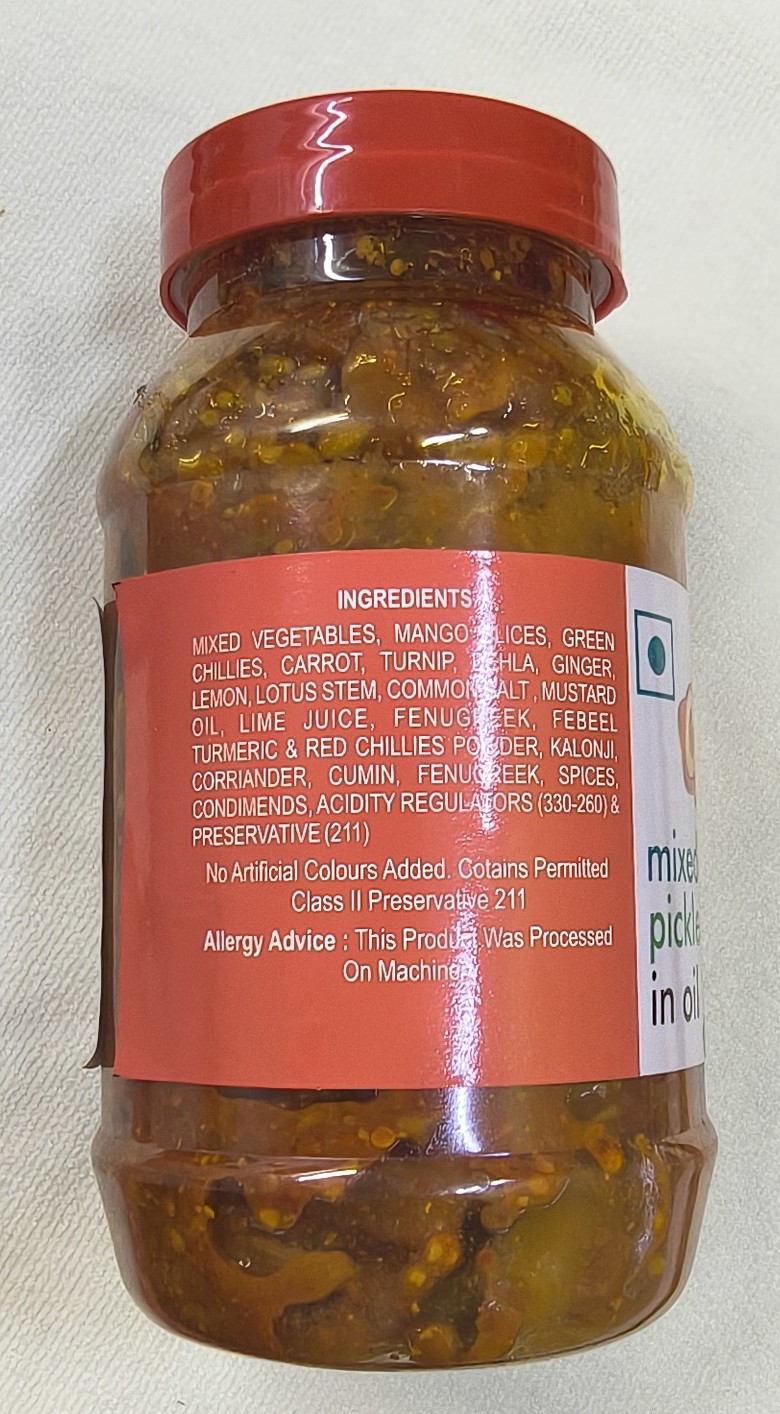 INGREDIENTS
MIXED VEGETABLES, MANGO SLICES, GREEN
CHILLIES, CARROT, TURNIP, GINGER,
LEMON, LOTUS STEM, COMMON SALT , MUSTARD
OIL, LIME JUICE, FENUGREEK, FEBEEL
TURMERIC & RED CHILLIES POWDER, KALONJI,
CORRIANDER, CUMIN, FENUGREEK, SPICES,
CONDIMENDS, ACIDITY REGULATORS (330-260) &
PRESERVATIVE (211)
No Artificial Colours Added. Cotains Permitted
Class II Preservative 211
Allergy Advice : This Product Was Processed
On Machine
mixed
pickle
in oil